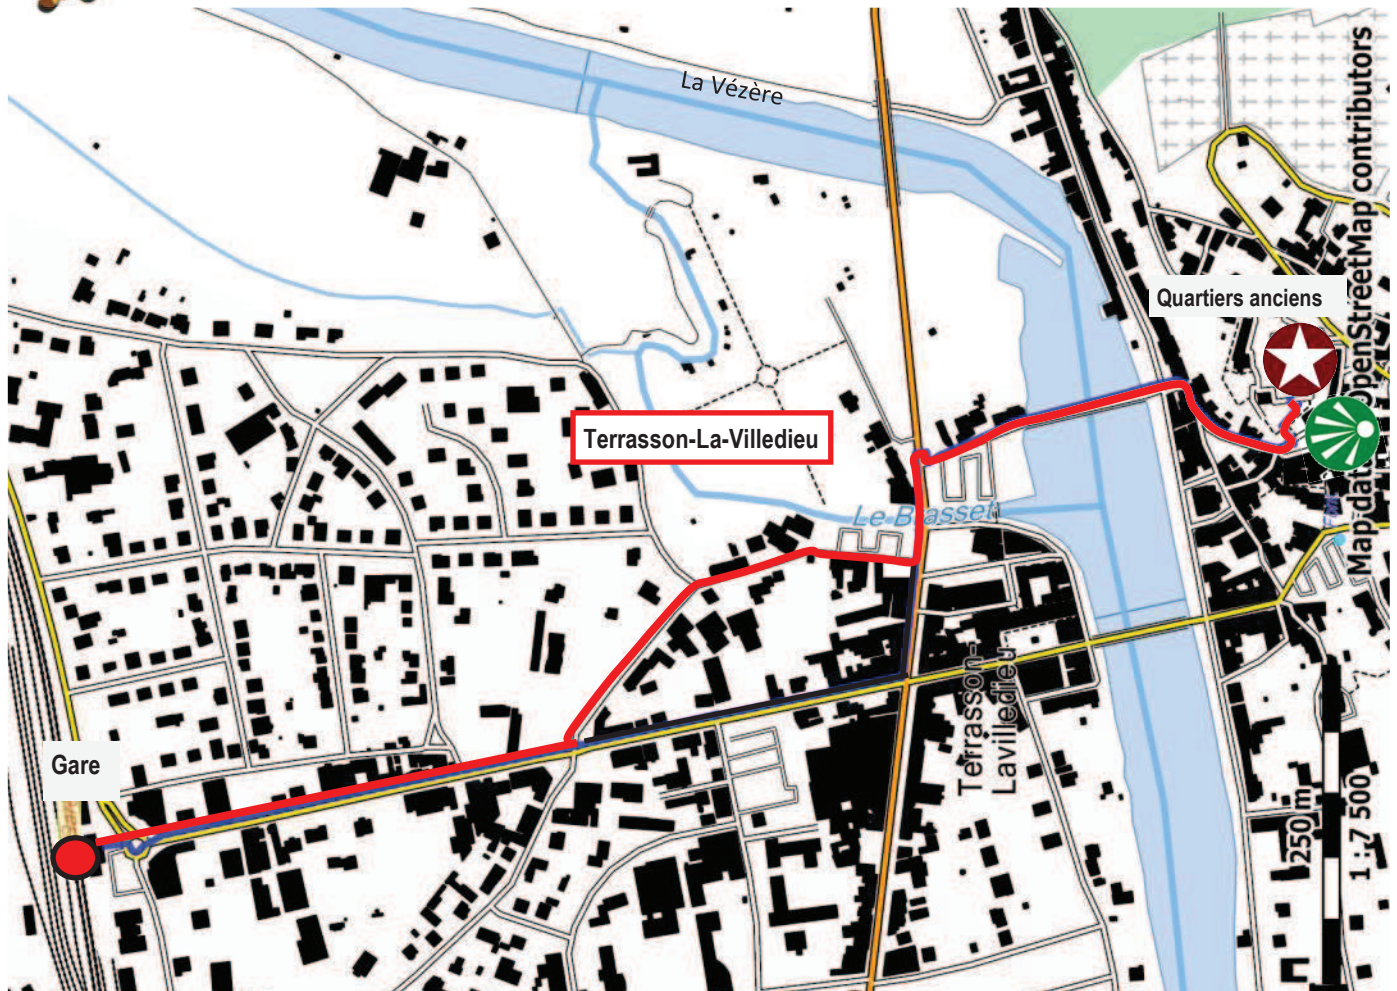 La Vézère
Quartiers anciens
Terrasson-La-Villedieu
Le Brasset
Terrasson-
Lavilledieu
Gare
250 m
1 : 7 500
OpenStreetMap contributors
Map data